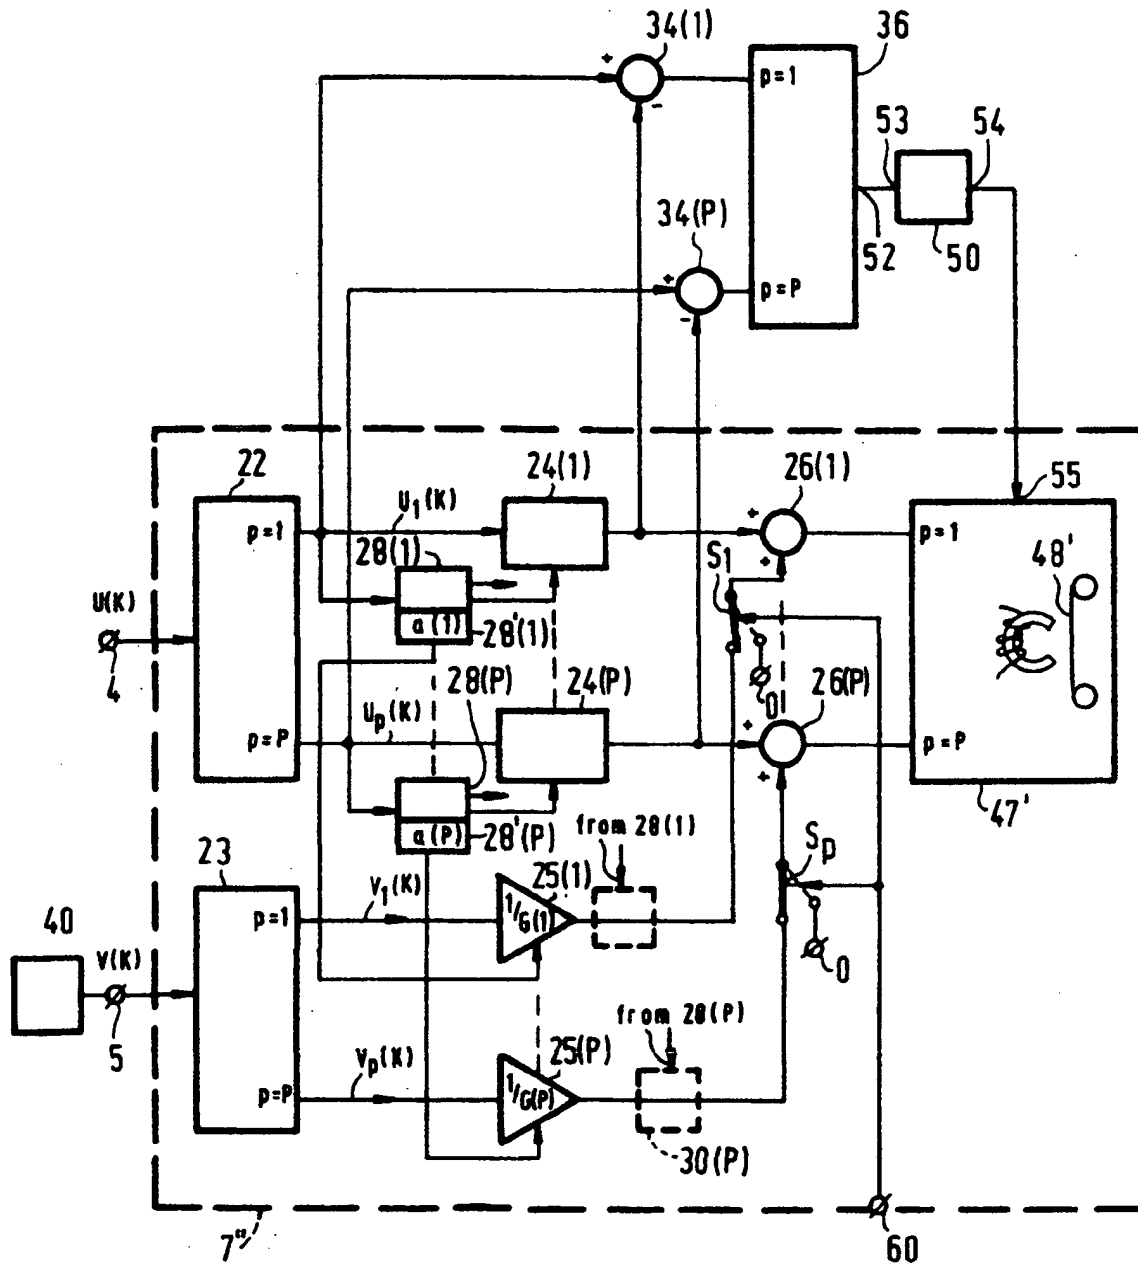 34(1)
36
+
-
p=1
53
54
34(P)
+
-
p=P
52
50
22
24(1)
26(1)
55
p=1
U1(K)
+
+
p=1
28(1)
S1
48'
U(K)
a(1)
28'(1)
4
28(P)
24(P)
0
26(P)
p=P
Up(K)
+
+
p=P
47'
a(P)
28'(P)
from 28(1)
Sp
23
V1(K)
25(1)
p=1
1/G(1)
40
V(K)
0
5
from 28(P)
Vp(K)
25(P)
p=P
1/G(P)
30(P)
7"
60